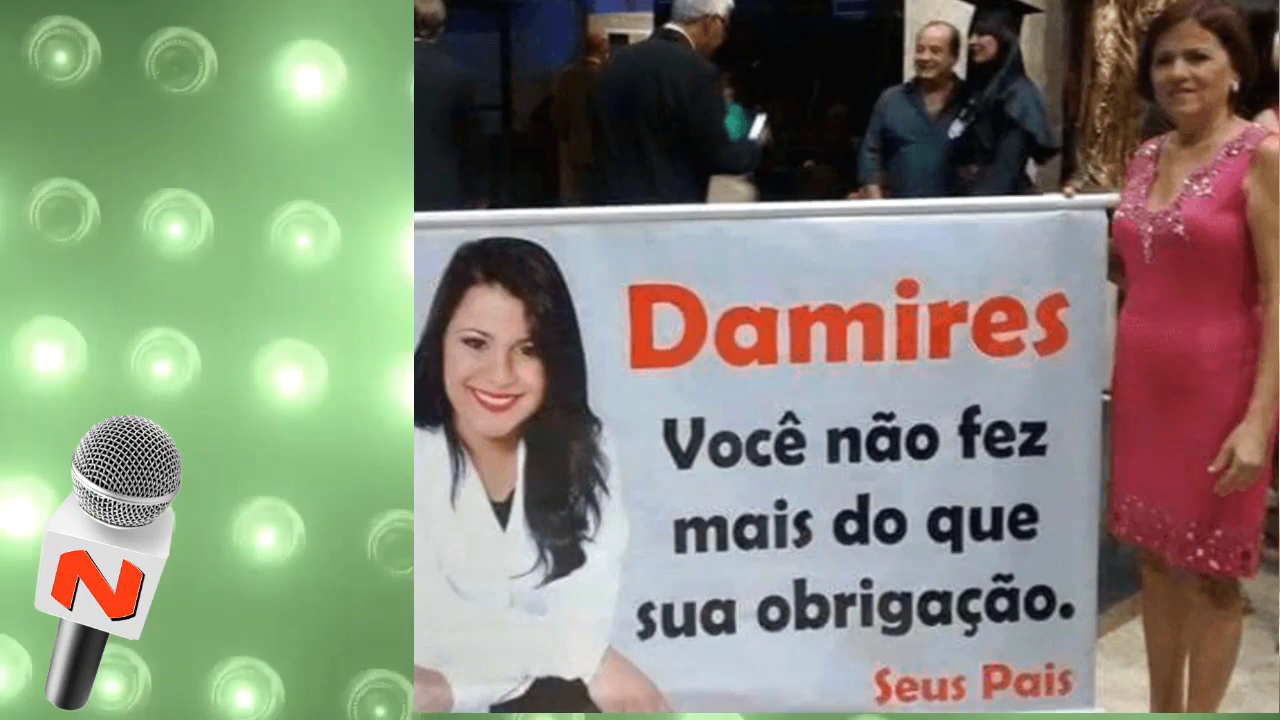 Damires
Você não fez
mais do que
sua obrigação.
Seus Pais
N